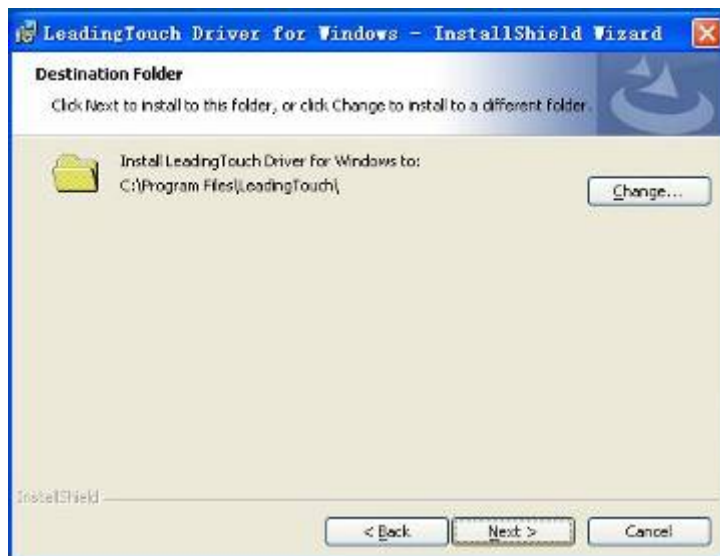 LeadingTouch Driver for Windows - InstallShield Wizard
Destination Folder
Click Next to install to this folder, or click Change to install to a different folder.
Install LeadingTouch Driver for Windows to:
C:\Program Files\LeadingTouch\
Change...
InstallShield
< Back
Next >
Cancel